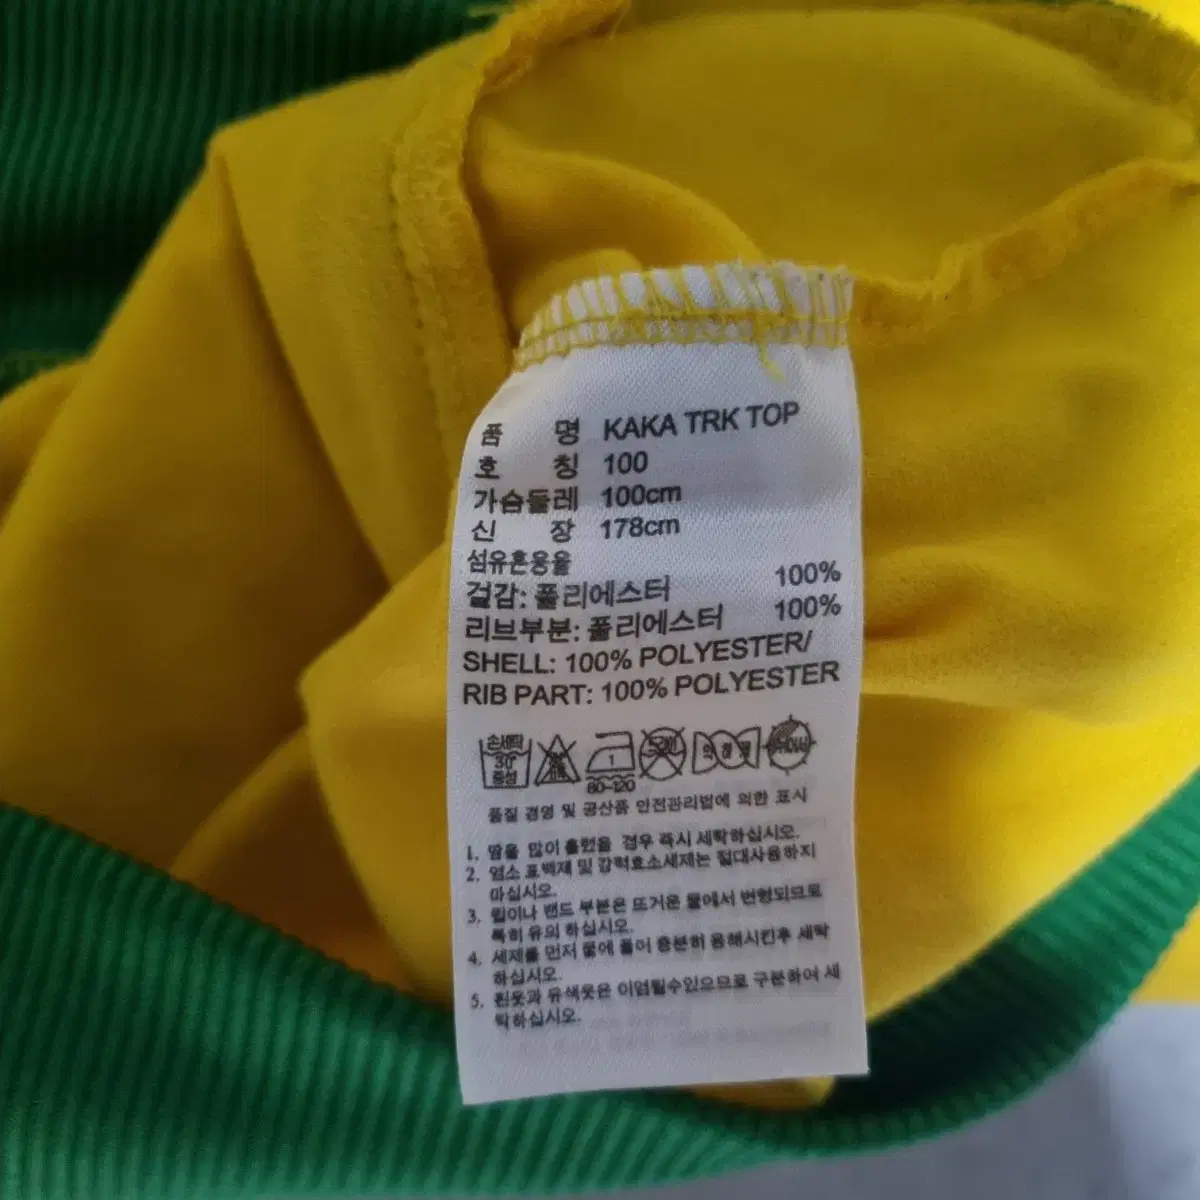 품 명 KAKA TRK TOP
호 칭 100
가슴둘레 100cm
신 장 178cm
섬유혼용율
겉감: 폴리에스터 100%
리브부분: 폴리에스터 100%
SHELL: 100% POLYESTER/
RIB PART: 100% POLYESTER
손세탁
30°
중성
1
80~120
품질 경영 및 공산품 안전관리법에 의한 표시
1. 땀을 많이 흘렸을 경우 즉시 세탁하십시오.
2. 염소 표백제 및 강력효소세제는 절대사용하지
마십시오.
3. 립이나 밴드 부분은 뜨거운 물에서 변형되므로
특히 유의 하십시오.
4. 세제를 먼저 물에 풀어 충분히 용해시킨후 세탁
하십시오.
5. 흰옷과 유색옷은 이염될수있으므로 구분하여 세
탁하십시오.